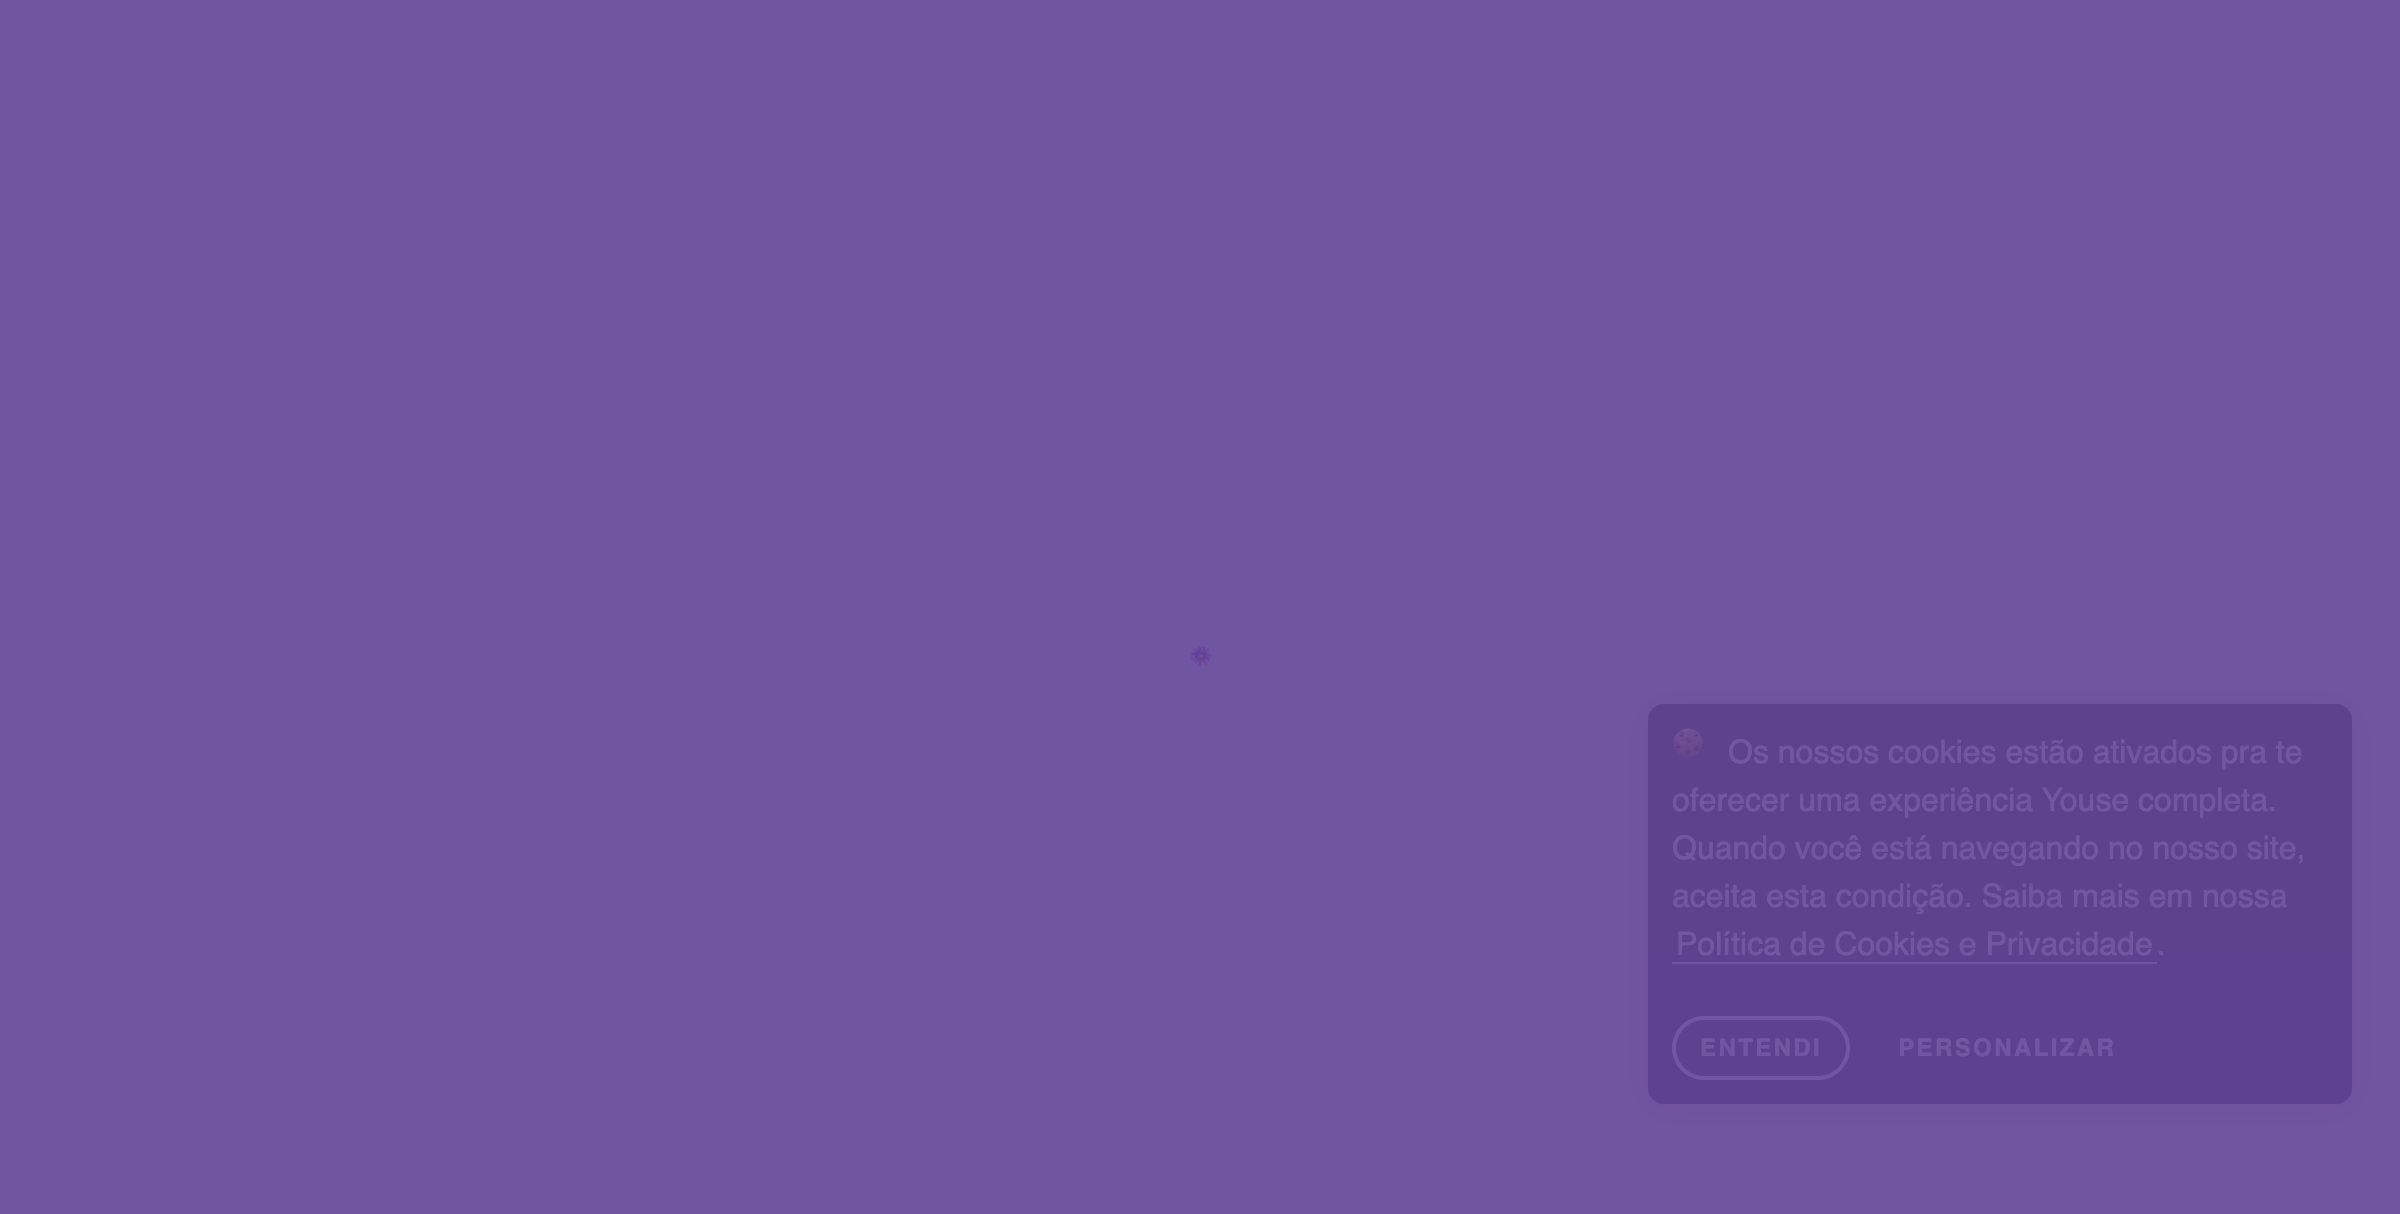 Os nossos cookies estão ativados pra te
oferecer uma experiência Youse completa.
Quando você está navegando no nosso site,
aceita esta condição. Saiba mais em nossa
Política de Cookies e Privacidade.
ENTENDI PERSONALIZAR